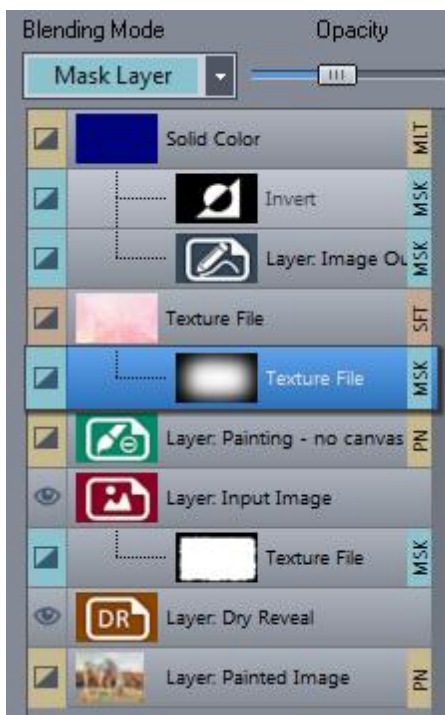 Blending Mode Opacity
Mask Layer
Solid Color MLT
Invert MSK
Layer: Image Ou MSK
Texture File SFT
Texture File MSK
Layer: Painting - no canvas PN
Layer: Input Image
Texture File MSK
DR Layer: Dry Reveal
Layer: Painted Image PN